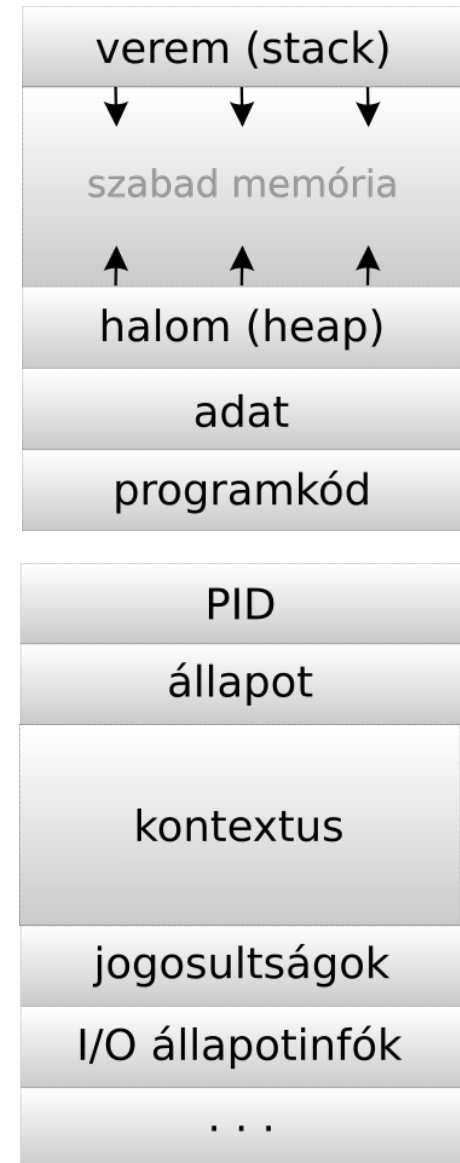 verem (stack)
szabad memória
halom (heap)
adat
programkód
PID
állapot
kontextus
jogosultságok
I/O állapotinfók
. . .